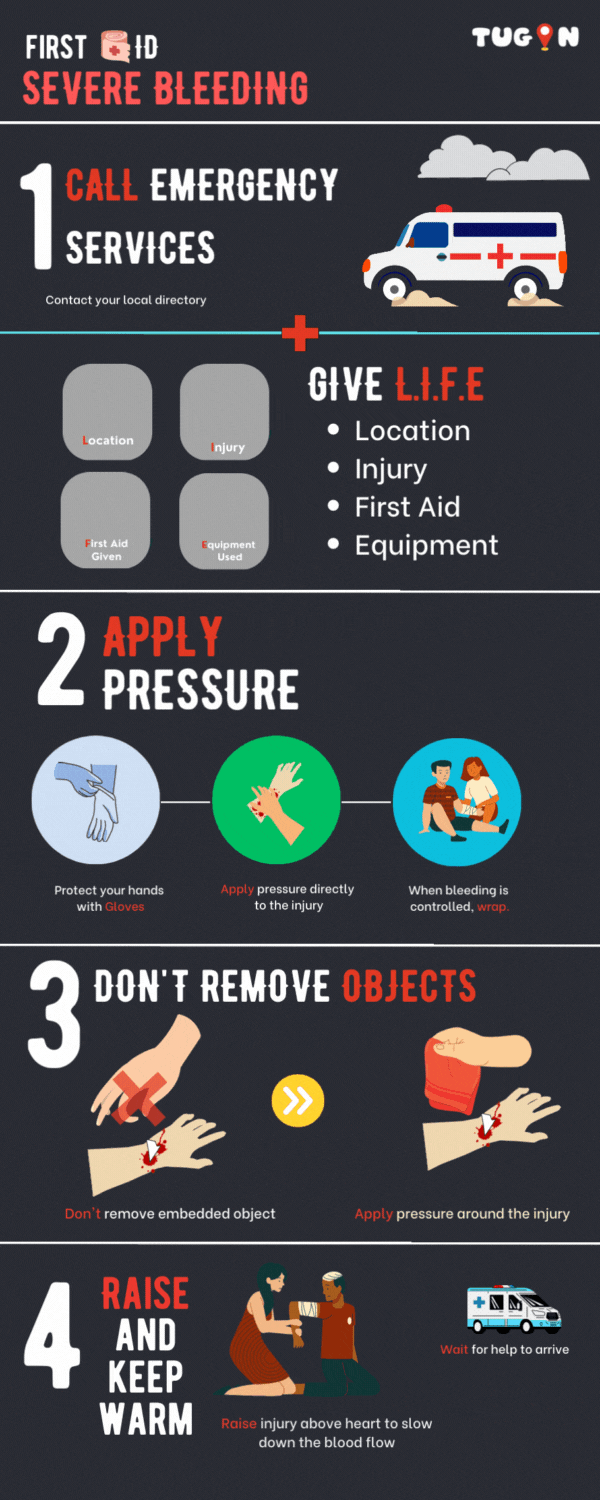 FIRST ID
TUG N
SEVERE BLEEDING
1 CALL EMERGENCY
SERVICES
Contact your local directory
GIVE L.I.F.E
Location
Injury
First Aid Given
Equipment Used
• Location
• Injury
• First Aid
• Equipment
2 APPLY
PRESSURE
Protect your hands
with Gloves
Apply pressure directly
to the injury
When bleeding is
controlled, wrap.
3 DON'T REMOVE OBJECTS
Don't remove embedded object
Apply pressure around the injury
4 RAISE
AND
KEEP
WARM
Raise injury above heart to slow
down the blood flow
Wait for help to arrive